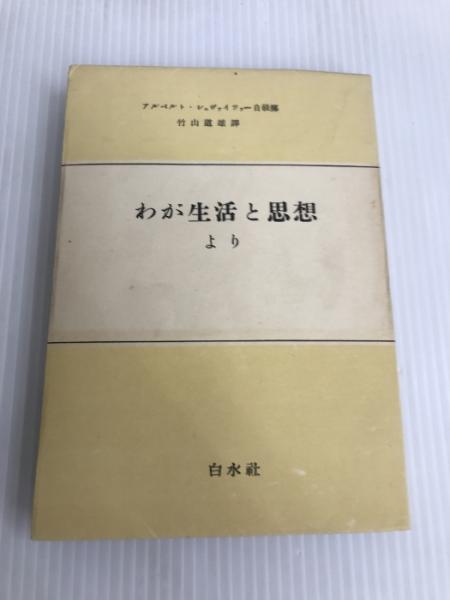 アルベルト・シュヴァイツァー自叙傳
竹山道雄譯
わが生活と思想
より
白水社